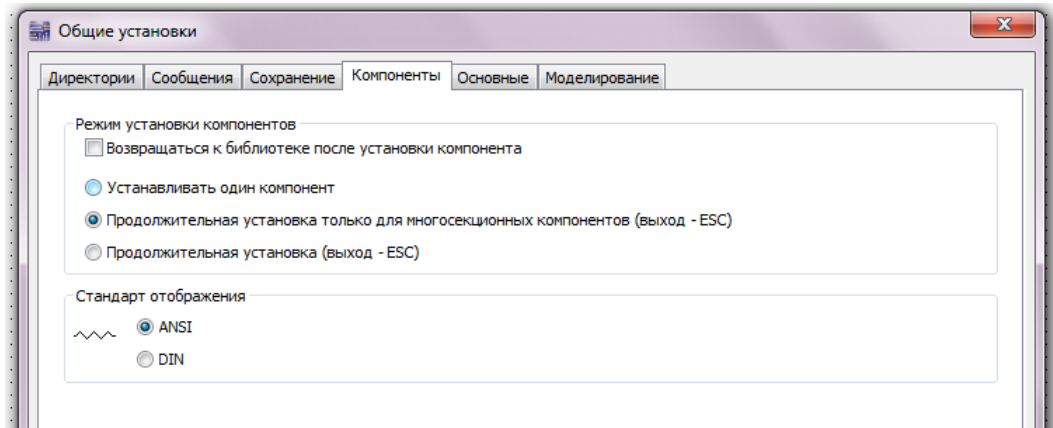 Общие установки
Директории Сообщения Сохранение Компоненты Основные Моделирование
Режим установки компонентов
Возвращаться к библиотеке после установки компонента
Устанавливать один компонент
Продолжительная установка только для многосекционных компонентов (выход - ESC)
Продолжительная установка (выход - ESC)
Стандарт отображения
ANSI
DIN